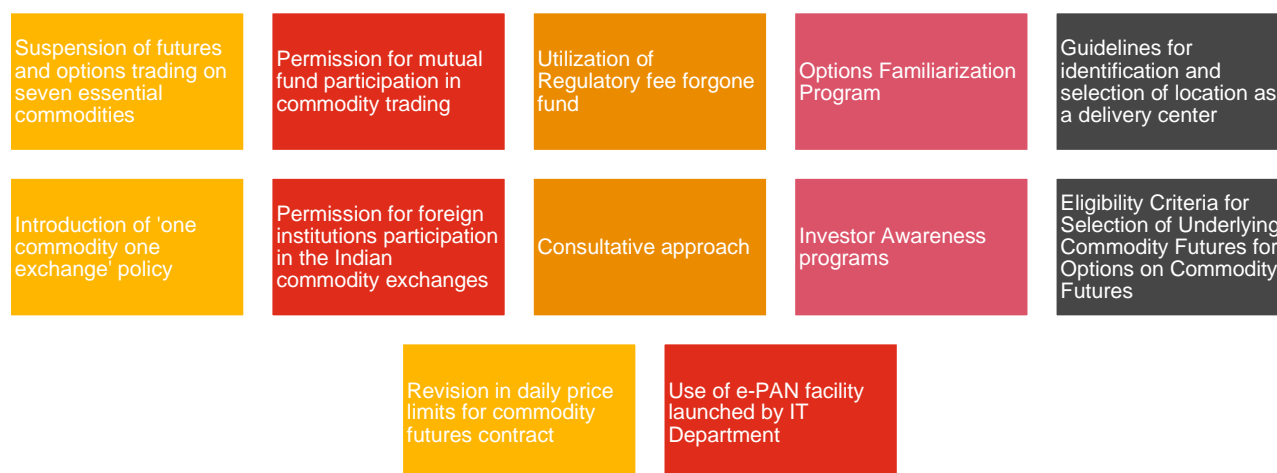 Suspension of futures
and options trading on
seven essential
commodities
Permission for mutual
fund participation in
commodity trading
Utilization of
Regulatory fee forgone
fund
Options Familiarization
Program
Guidelines for
identification and
selection of location as
a delivery center
Introduction of 'one
commodity one
exchange' policy
Permission for foreign
institutions participation
in the Indian
commodity exchanges
Consultative approach
Investor Awareness
programs
Eligibility Criteria for
Selection of Underlying
Commodity Futures for
Options on Commodity
Futures
Revision in daily price
limits for commodity
futures contract
Use of e-PAN facility
launched by IT
Department